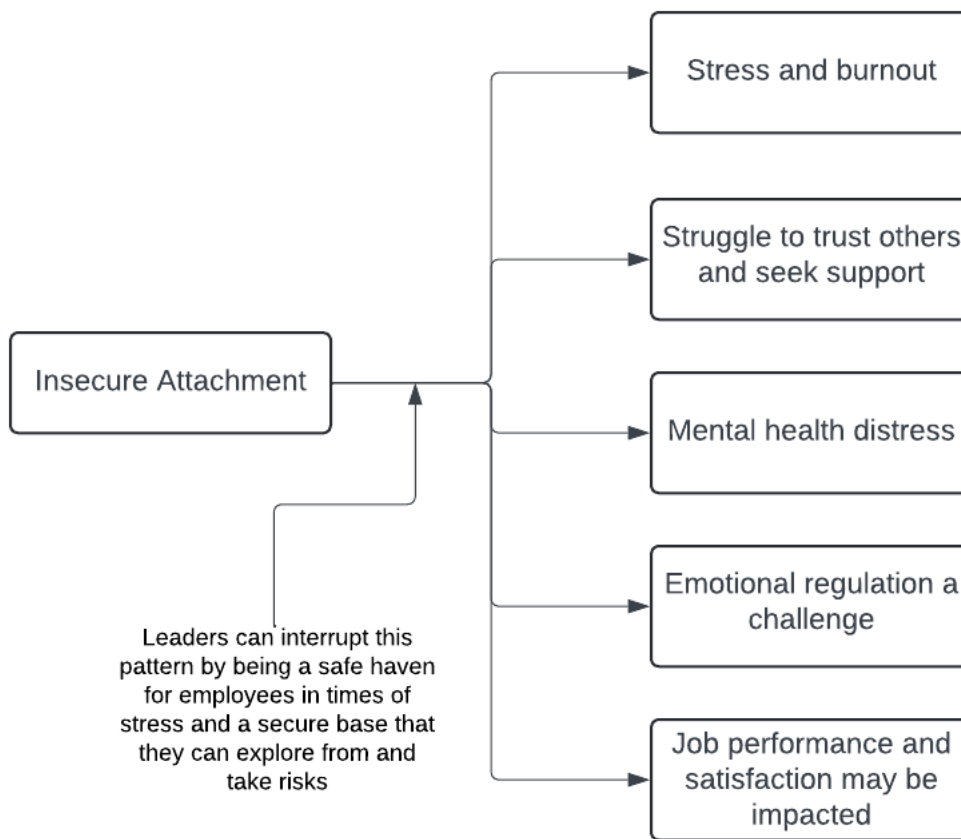 Stress and burnout
Struggle to trust others
and seek support
Insecure Attachment
Mental health distress
Emotional regulation a
challenge
Leaders can interrupt this
pattern by being a safe haven
for employees in times of
stress and a secure base that
they can explore from and
take risks
Job performance and
satisfaction may be
impacted